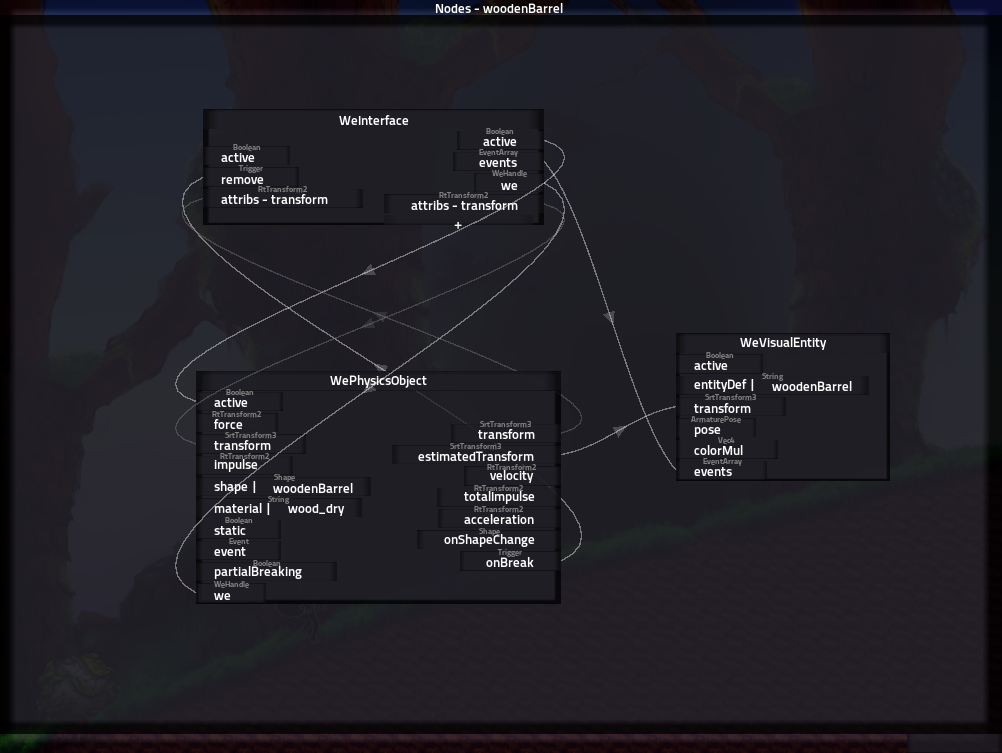 Nodes - woodenBarrel
WeInterface
Boolean
active
Trigger
remove
RtTransform2
attribs - transform
Boolean
active
EventArray
events
WeHandle
we
RtTransform2
attribs - transform
+
WePhysicsObject
Boolean
active
RtTransform2
force
SrtTransform3
transform
RtTransform2
impulse
Shape
shape | woodenBarrel
String
material | wood_dry
Boolean
static
Event
event
Boolean
partialBreaking
WeHandle
we
SrtTransform3
transform
SrtTransform3
estimatedTransform
RtTransform2
velocity
RtTransform2
totalImpulse
RtTransform2
acceleration
Shape
onShapeChange
Trigger
onBreak
WeVisualEntity
Boolean
active
String
entityDef | woodenBarrel
SrtTransform3
transform
ArmaturePose
pose
Vec4
colorMul
EventArray
events